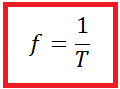 f = 1/T